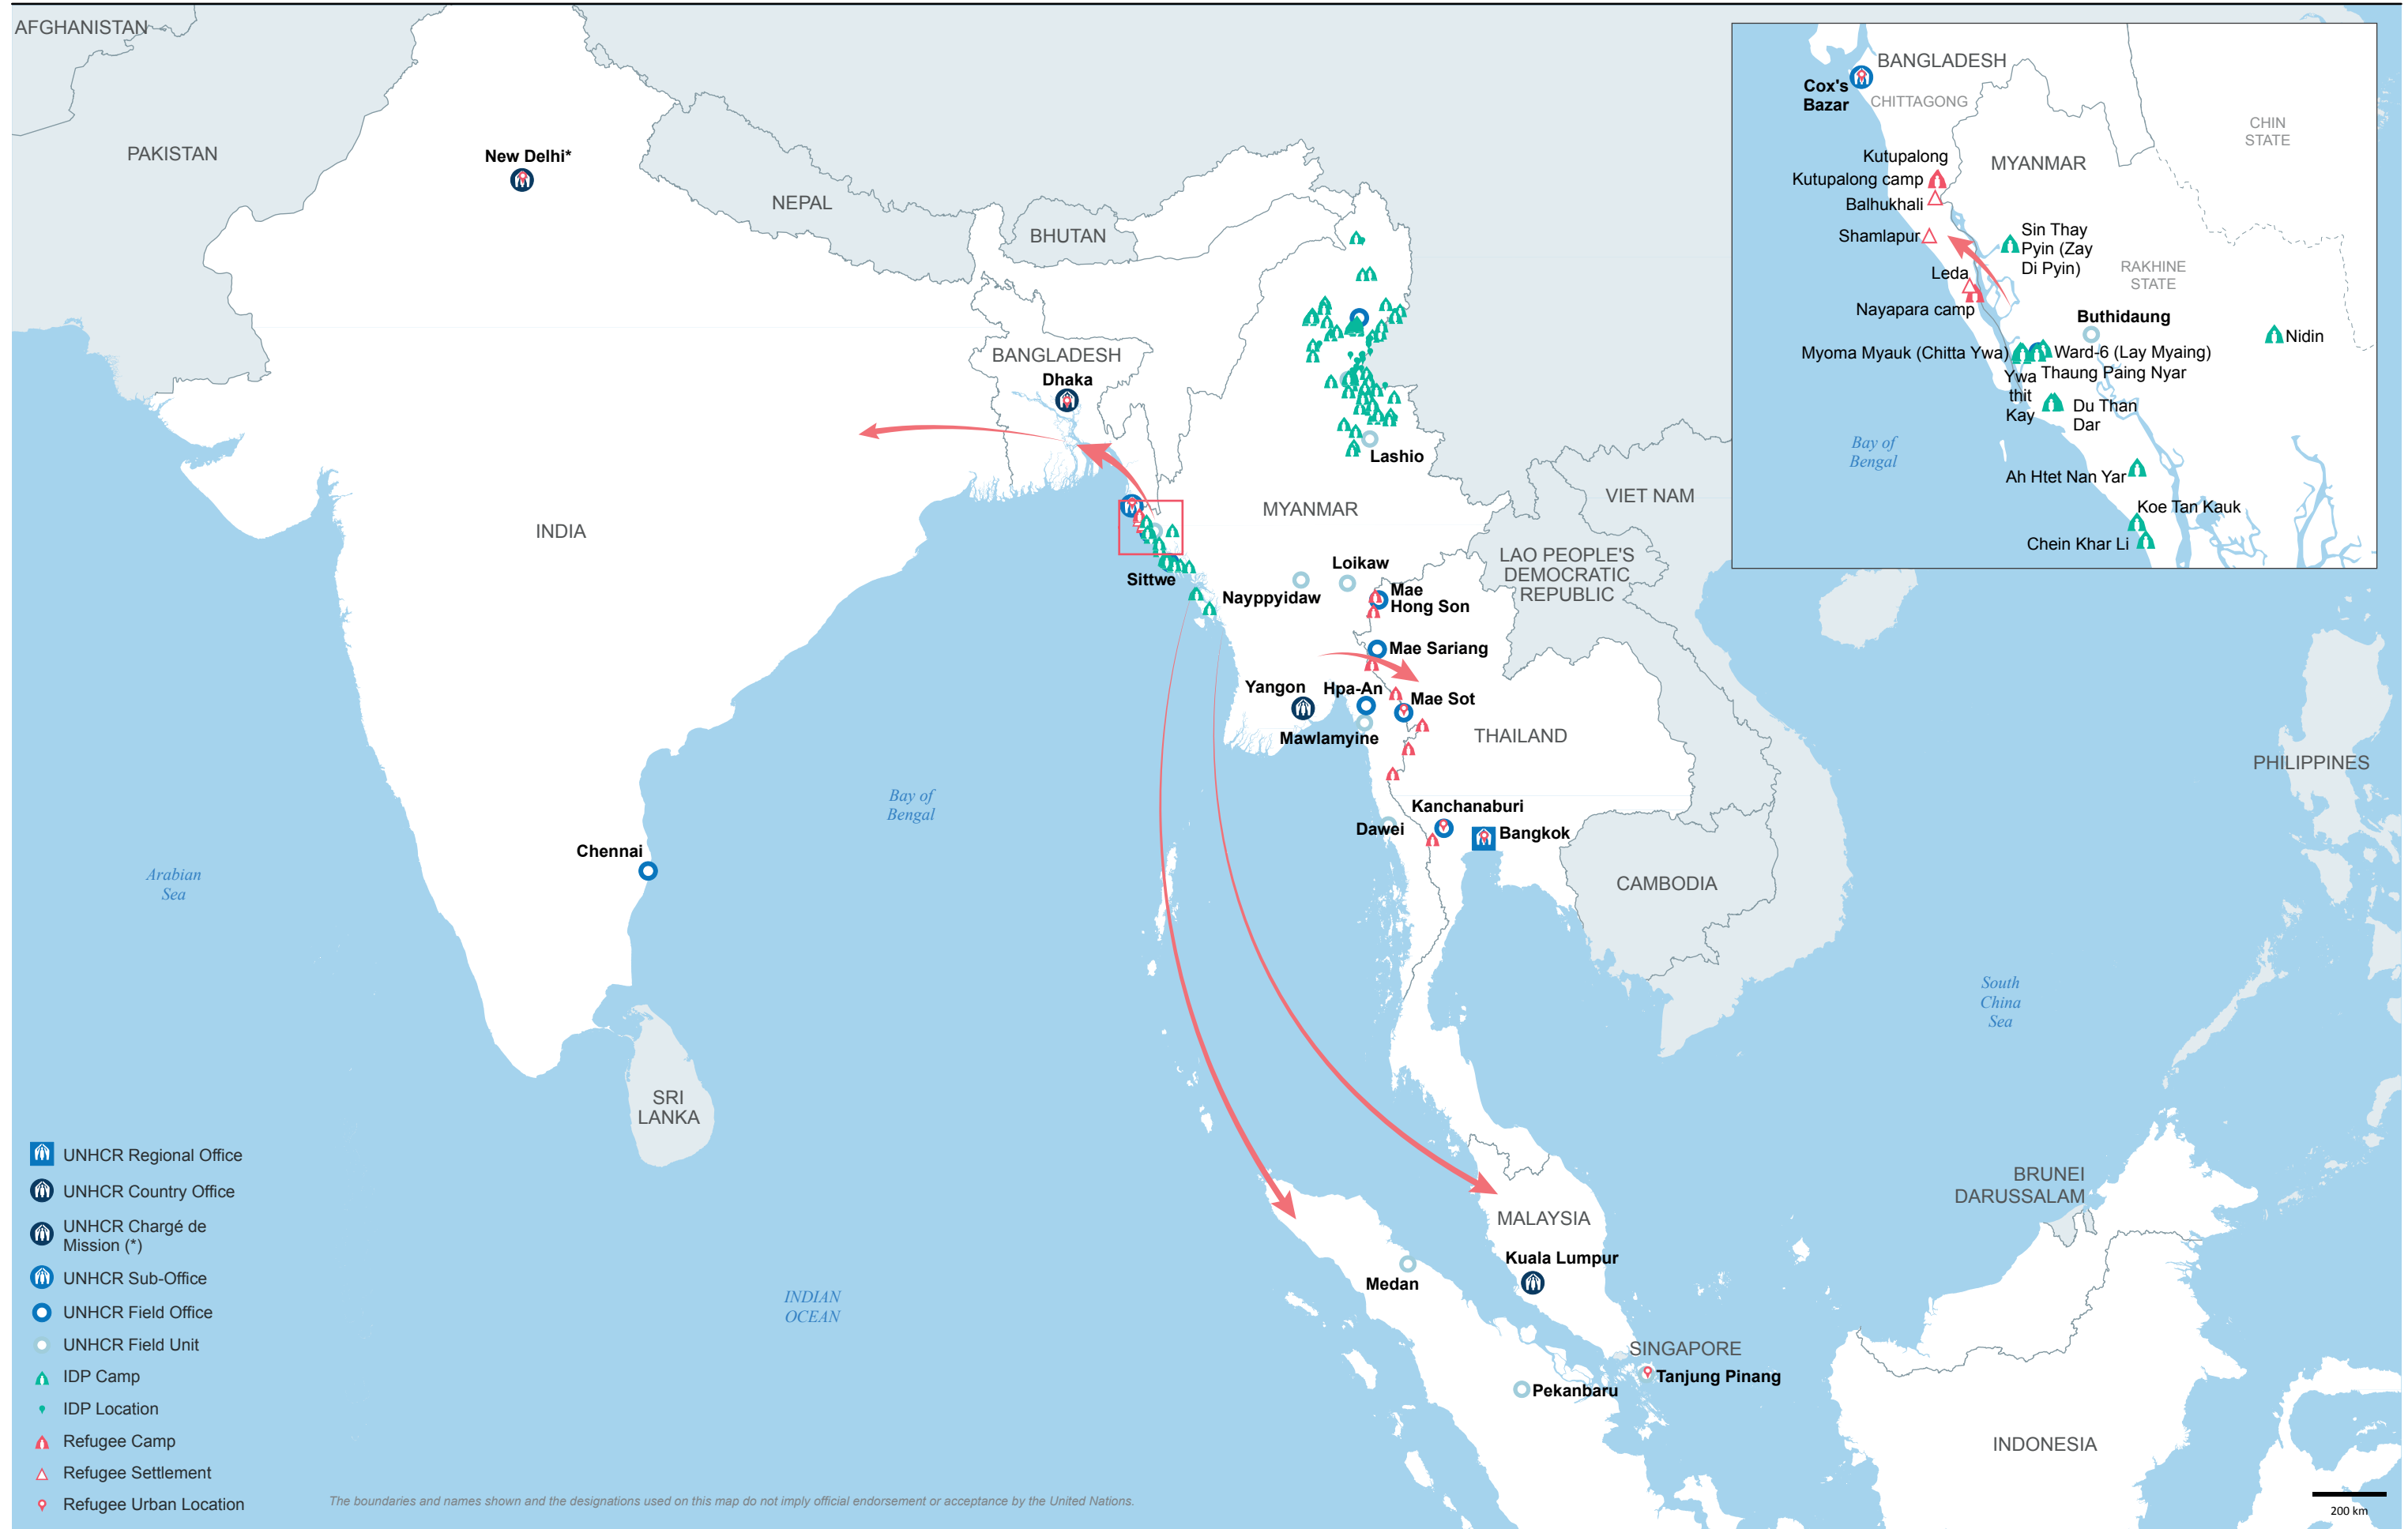 AFGHANISTAN
PAKISTAN
New Delhi*
NEPAL
BHUTAN
BANGLADESH
Dhaka
INDIA
Lashio
MYANMAR
VIET NAM
LAO PEOPLE'S
DEMOCRATIC
REPUBLIC
Sittwe
Nayppyidaw
Loikaw
Mae
Hong Son
Mae Sariang
Yangon
Hpa-An
Mae Sot
Mawlamyine
THAILAND
PHILIPPINES
Kanchanaburi
Dawei
Bangkok
CAMBODIA
Chennai
Bay of
Bengal
Arabian
Sea
South
China
Sea
SRI
LANKA
BRUNEI
DARUSSALAM
MALAYSIA
Kuala Lumpur
Medan
INDIAN
OCEAN
SINGAPORE
Tanjung Pinang
Pekanbaru
INDONESIA
BANGLADESH
Cox's
Bazar
CHITTAGONG
CHIN
STATE
Kutupalong
MYANMAR
Kutupalong camp
Balhukhali
Shamlapur
Sin Thay
Pyin (Zay
Di Pyin)
RAKHINE
STATE
Leda
Nayapara camp
Buthidaung
Nidin
Myoma Myauk (Chitta Ywa)
Ward-6 (Lay Myaing)
Thaung Paing Nyar
Ywa
thit
Kay
Du Than
Dar
Bay of
Bengal
Ah Htet Nan Yar
Koe Tan Kauk
Chein Khar Li
UNHCR Regional Office
UNHCR Country Office
UNHCR Chargé de
Mission (*)
UNHCR Sub-Office
UNHCR Field Office
UNHCR Field Unit
IDP Camp
IDP Location
Refugee Camp
Refugee Settlement
Refugee Urban Location
The boundaries and names shown and the designations used on this map do not imply official endorsement or acceptance by the United Nations.
200 km